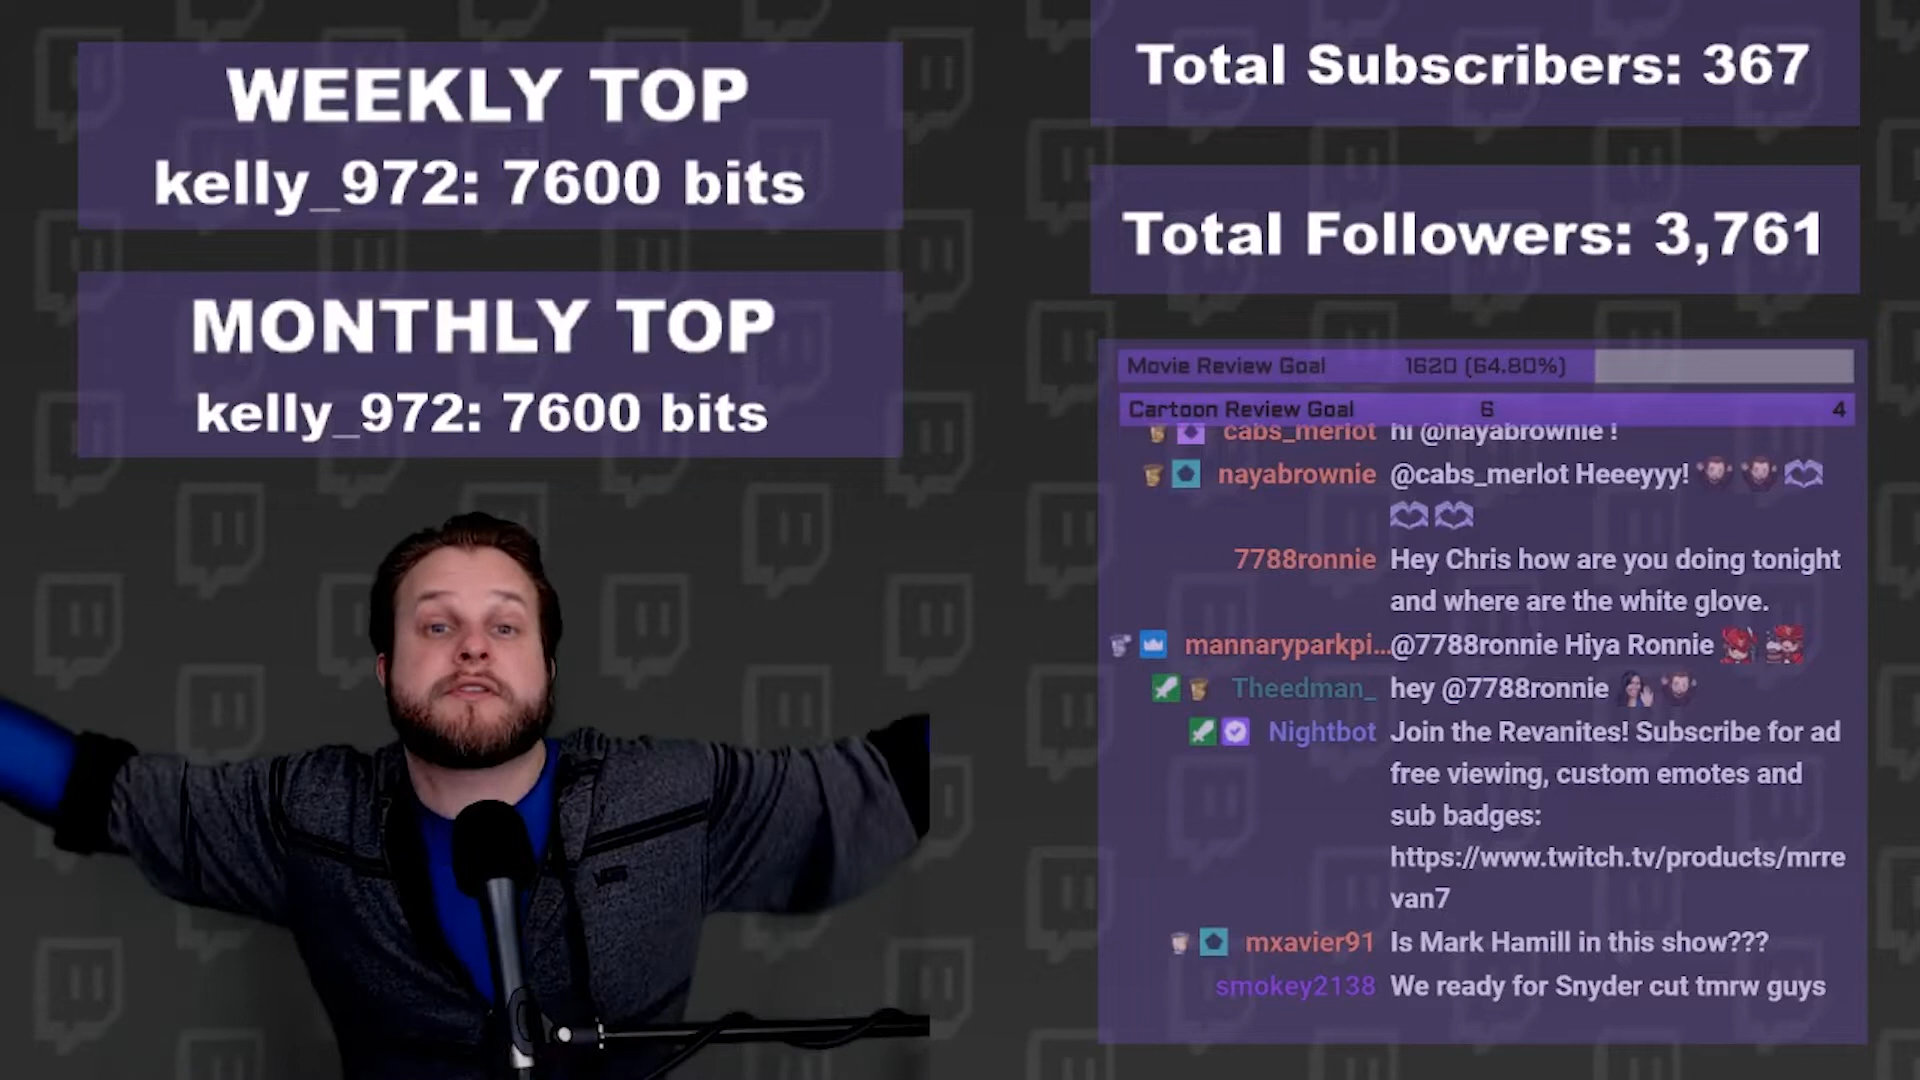 WEEKLY TOP
kelly_972: 7600 bits
MONTHLY TOP
kelly_972: 7600 bits
Total Subscribers: 367
Total Followers: 3,761
Movie Review Goal 1620 (64.80%)
Cartoon Review Goal 6 4
cabs_merlot hi @nayabrownie !
nayabrownie @cabs_merlot Heeeyyy!
7788ronnie Hey Chris how are you doing tonight
and where are the white glove.
mannaryparkpi... @7788ronnie Hiya Ronnie
Theedman_ hey @7788ronnie
Nightbot Join the Revanites! Subscribe for ad
free viewing, custom emotes and
sub badges:
https://www.twitch.tv/products/mrre
van7
mxavier91 Is Mark Hamill in this show???
smokey2138 We ready for Snyder cut tmrw guys